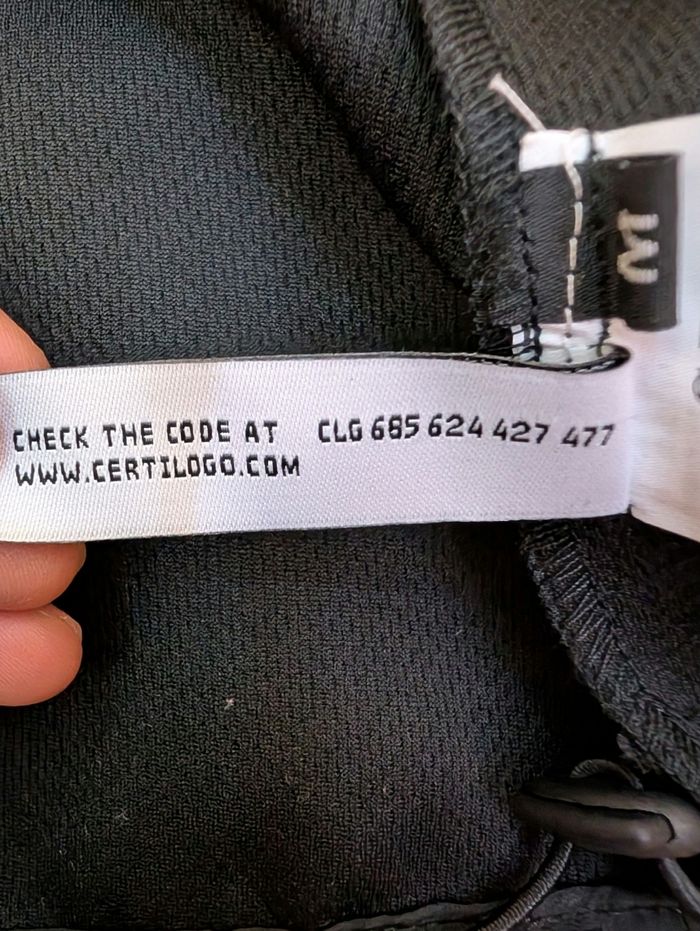 CHECK THE CODE AT CLG 685 624 427 477
WWW.CERTILOGO.COM
M